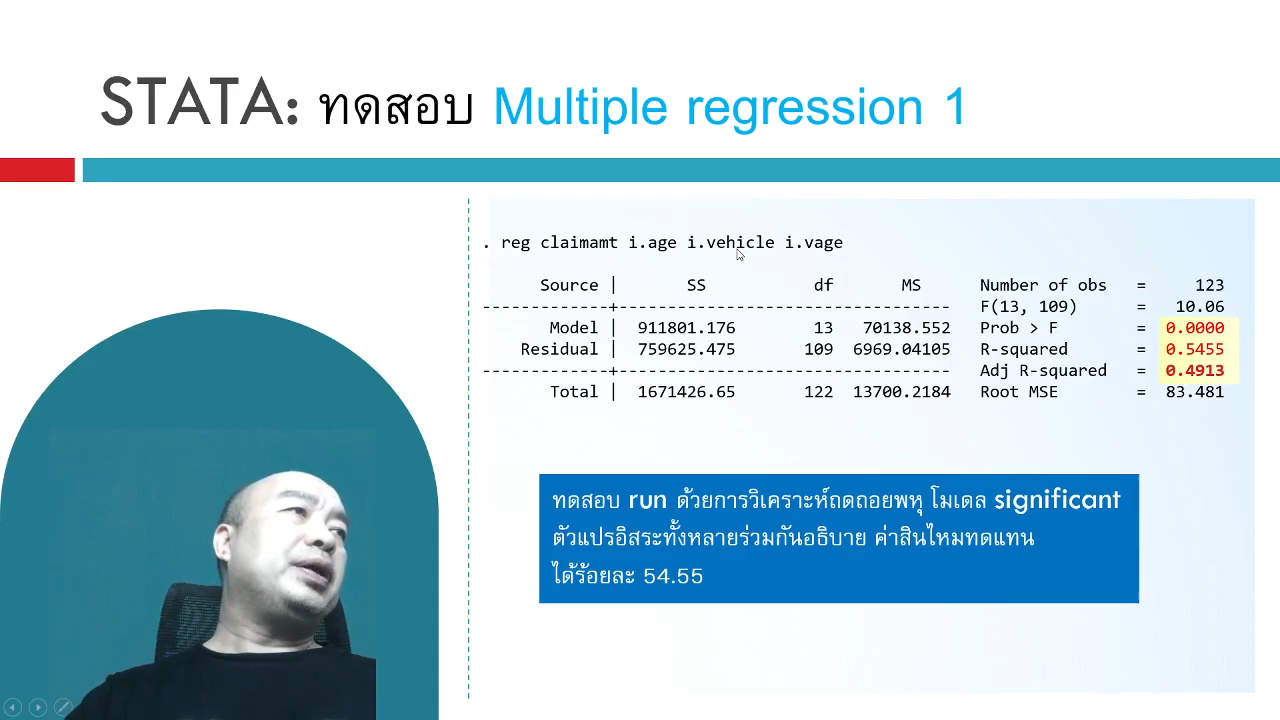 STATA: ทดสอบ Multiple regression 1
. reg claimamt i.age i.vehicle i.vage
Source | SS df MS Number of obs = 123
-------------+---------------------------------- F(13, 109) = 10.06
Model | 911801.176 13 70138.552 Prob > F = 0.0000
Residual | 759625.475 109 6969.04105 R-squared = 0.5455
-------------+---------------------------------- Adj R-squared = 0.4913
Total | 1671426.65 122 13700.2184 Root MSE = 83.481
ทดสอบ run ด้วยการวิเคราะห์ถดถอยพหุ โมเดล significant
ตัวแปรอิสระทั้งหลายร่วมกันอธิบาย ค่าสินไหมทดแทน
ได้ร้อยละ 54.55